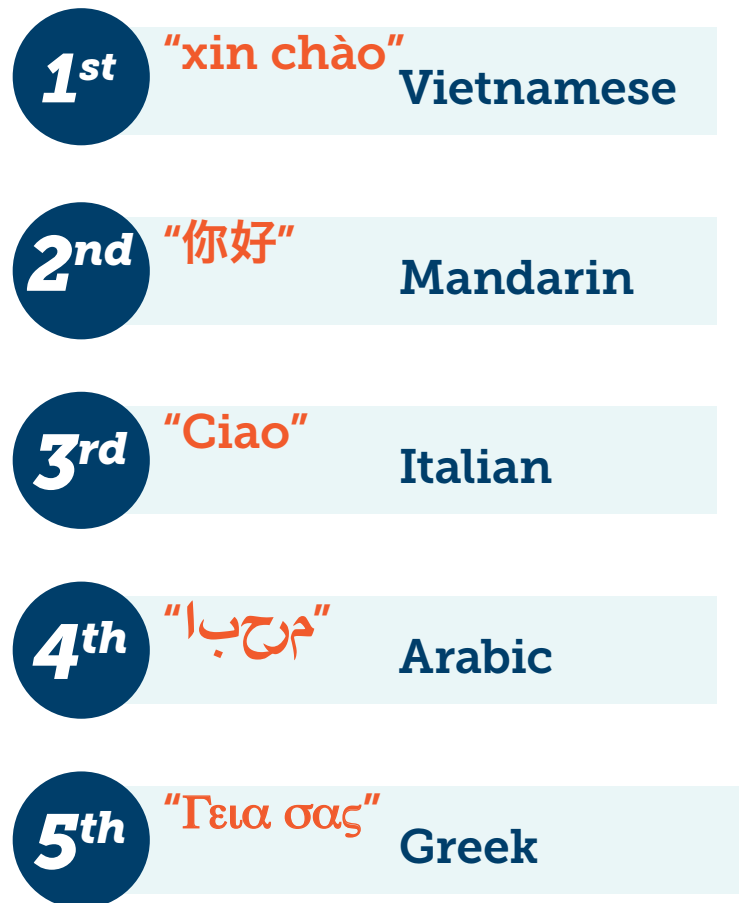 1st
“xin chào”
Vietnamese
2nd
“你好”
Mandarin
3rd
“Ciao”
Italian
4th
“مرحبا”
Arabic
5th
“Γεια σας”
Greek